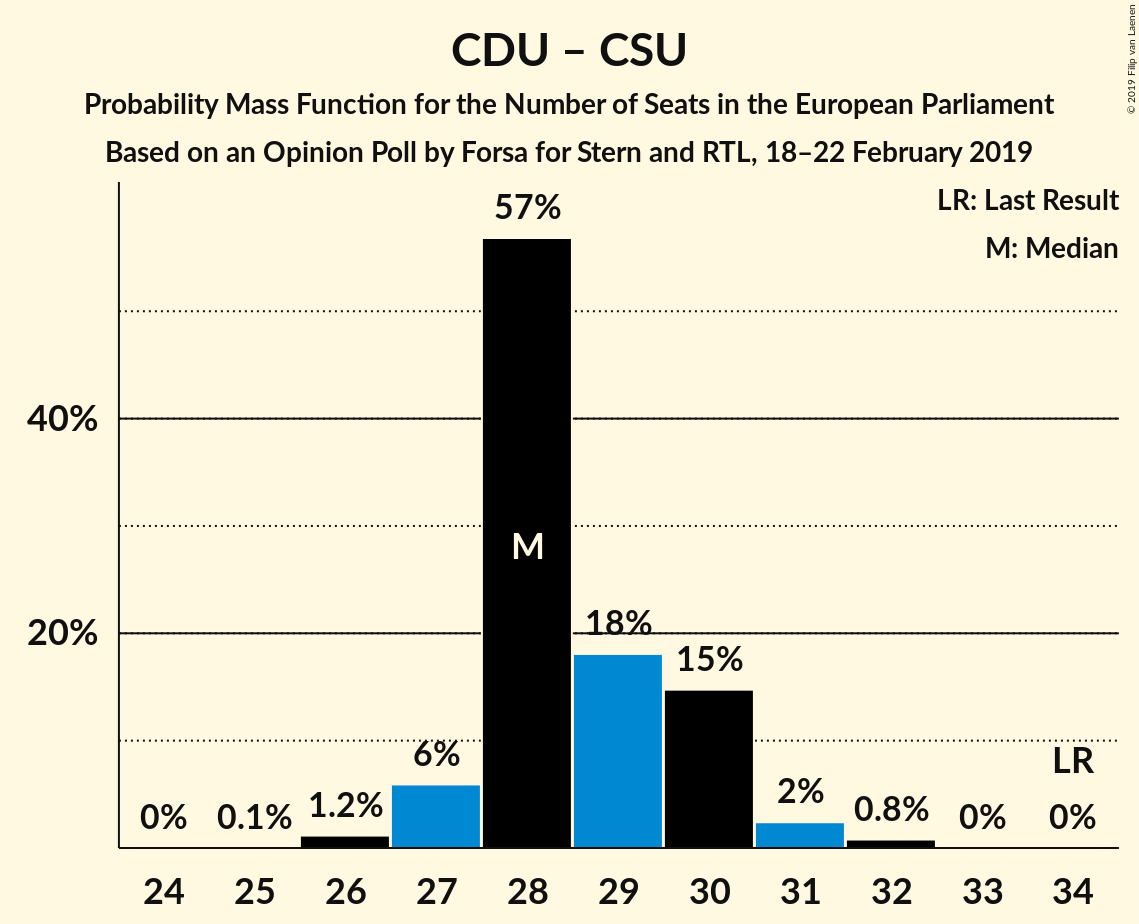 CDU – CSU
Probability Mass Function for the Number of Seats in the European Parliament
Based on an Opinion Poll by Forsa for Stern and RTL, 18–22 February 2019
© 2019 Filip van Laenen
LR: Last Result
M: Median
57%
40%
M
20%
18%
15%
6%
LR
2%
1.2%
0.8%
0%
0.1%
0%
0%
24 25 26 27 28 29 30 31 32 33 34